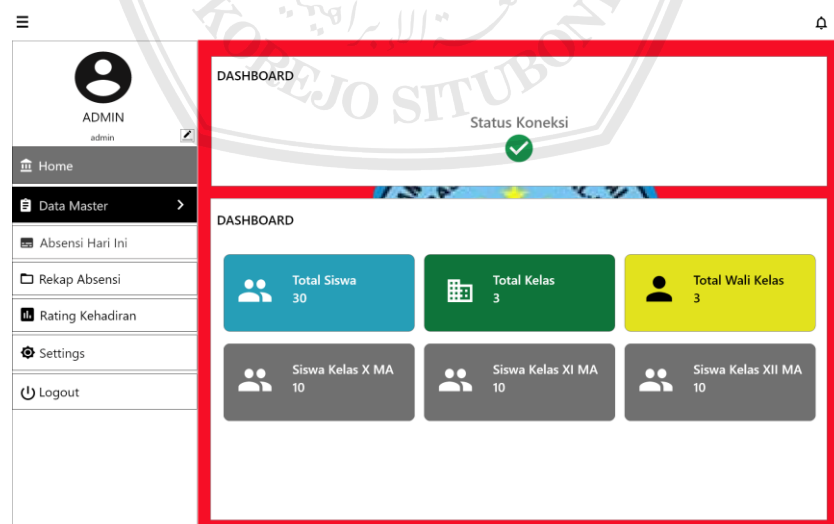 OREJO SITUBON
ADMIN
admin
Home
Data Master
Absensi Hari Ini
Rekap Absensi
Rating Kehadiran
Settings
Logout
DASHBOARD
Status Koneksi
DASHBOARD
Total Siswa
30
Total Kelas
3
Total Wali Kelas
3
Siswa Kelas X MA
10
Siswa Kelas XI MA
10
Siswa Kelas XII MA
10